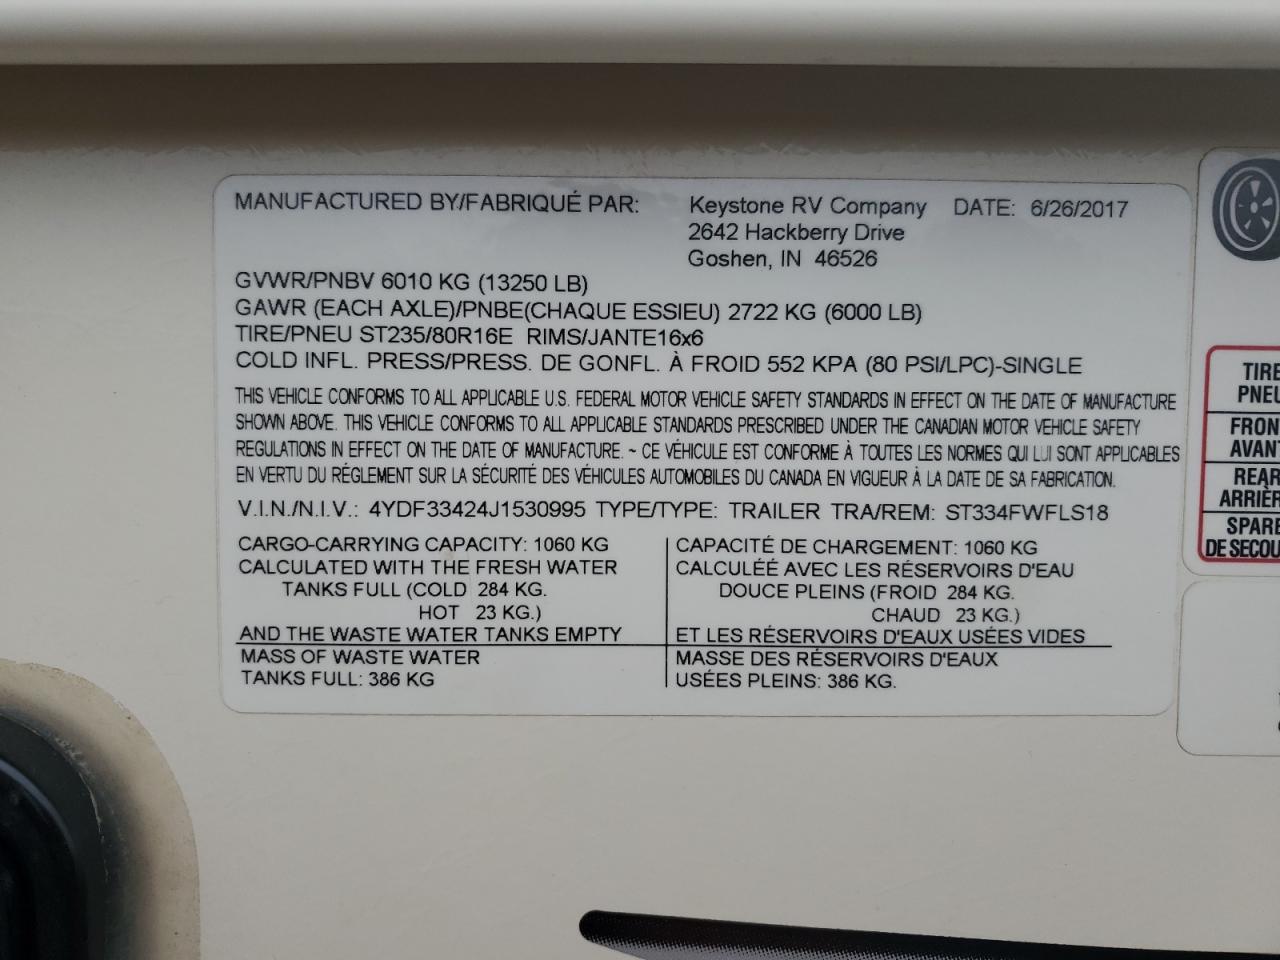 MANUFACTURED BY/FABRIQUÉ PAR: Keystone RV Company DATE: 6/26/2017
2642 Hackberry Drive
Goshen, IN 46526
GVWR/PNBV 6010 KG (13250 LB)
GAWR (EACH AXLE)/PNBE(CHAQUE ESSIEU) 2722 KG (6000 LB)
TIRE/PNEU ST235/80R16E RIMS/JANTE16x6
COLD INFL. PRESS/PRESS. DE GONFL. À FROID 552 KPA (80 PSI/LPC)-SINGLE
THIS VEHICLE CONFORMS TO ALL APPLICABLE U.S. FEDERAL MOTOR VEHICLE SAFETY STANDARDS IN EFFECT ON THE DATE OF MANUFACTURE
SHOWN ABOVE. THIS VEHICLE CONFORMS TO ALL APPLICABLE STANDARDS PRESCRIBED UNDER THE CANADIAN MOTOR VEHICLE SAFETY
REGULATIONS IN EFFECT ON THE DATE OF MANUFACTURE. ~ CE VÉHICULE EST CONFORME À TOUTES LES NORMES QUI LUI SONT APPLICABLES
EN VERTU DU RÉGLEMENT SUR LA SÉCURITÉ DES VÉHICULES AUTOMOBILES DU CANADA EN VIGUEUR À LA DATE DE SA FABRICATION.
V.I.N./N.I.V.: 4YDF33424J1530995 TYPE/TYPE: TRAILER TRA/REM: ST334FWFLS18
CARGO-CARRYING CAPACITY: 1060 KG
CALCULATED WITH THE FRESH WATER
TANKS FULL (COLD 284 KG.
HOT 23 KG.)
AND THE WASTE WATER TANKS EMPTY
MASS OF WASTE WATER
TANKS FULL: 386 KG
CAPACITÉ DE CHARGEMENT: 1060 KG
CALCULÉE AVEC LES RÉSERVOIRS D'EAU
DOUCE PLEINS (FROID 284 KG.
CHAUD 23 KG.)
ET LES RÉSERVOIRS D'EAUX USÉES VIDES
MASSE DES RÉSERVOIRS D'EAUX
USÉES PLEINS: 386 KG.
TIRE
PNEU
FRONT
AVANT
REAR
ARRIÈR
SPARE
DE SECOU